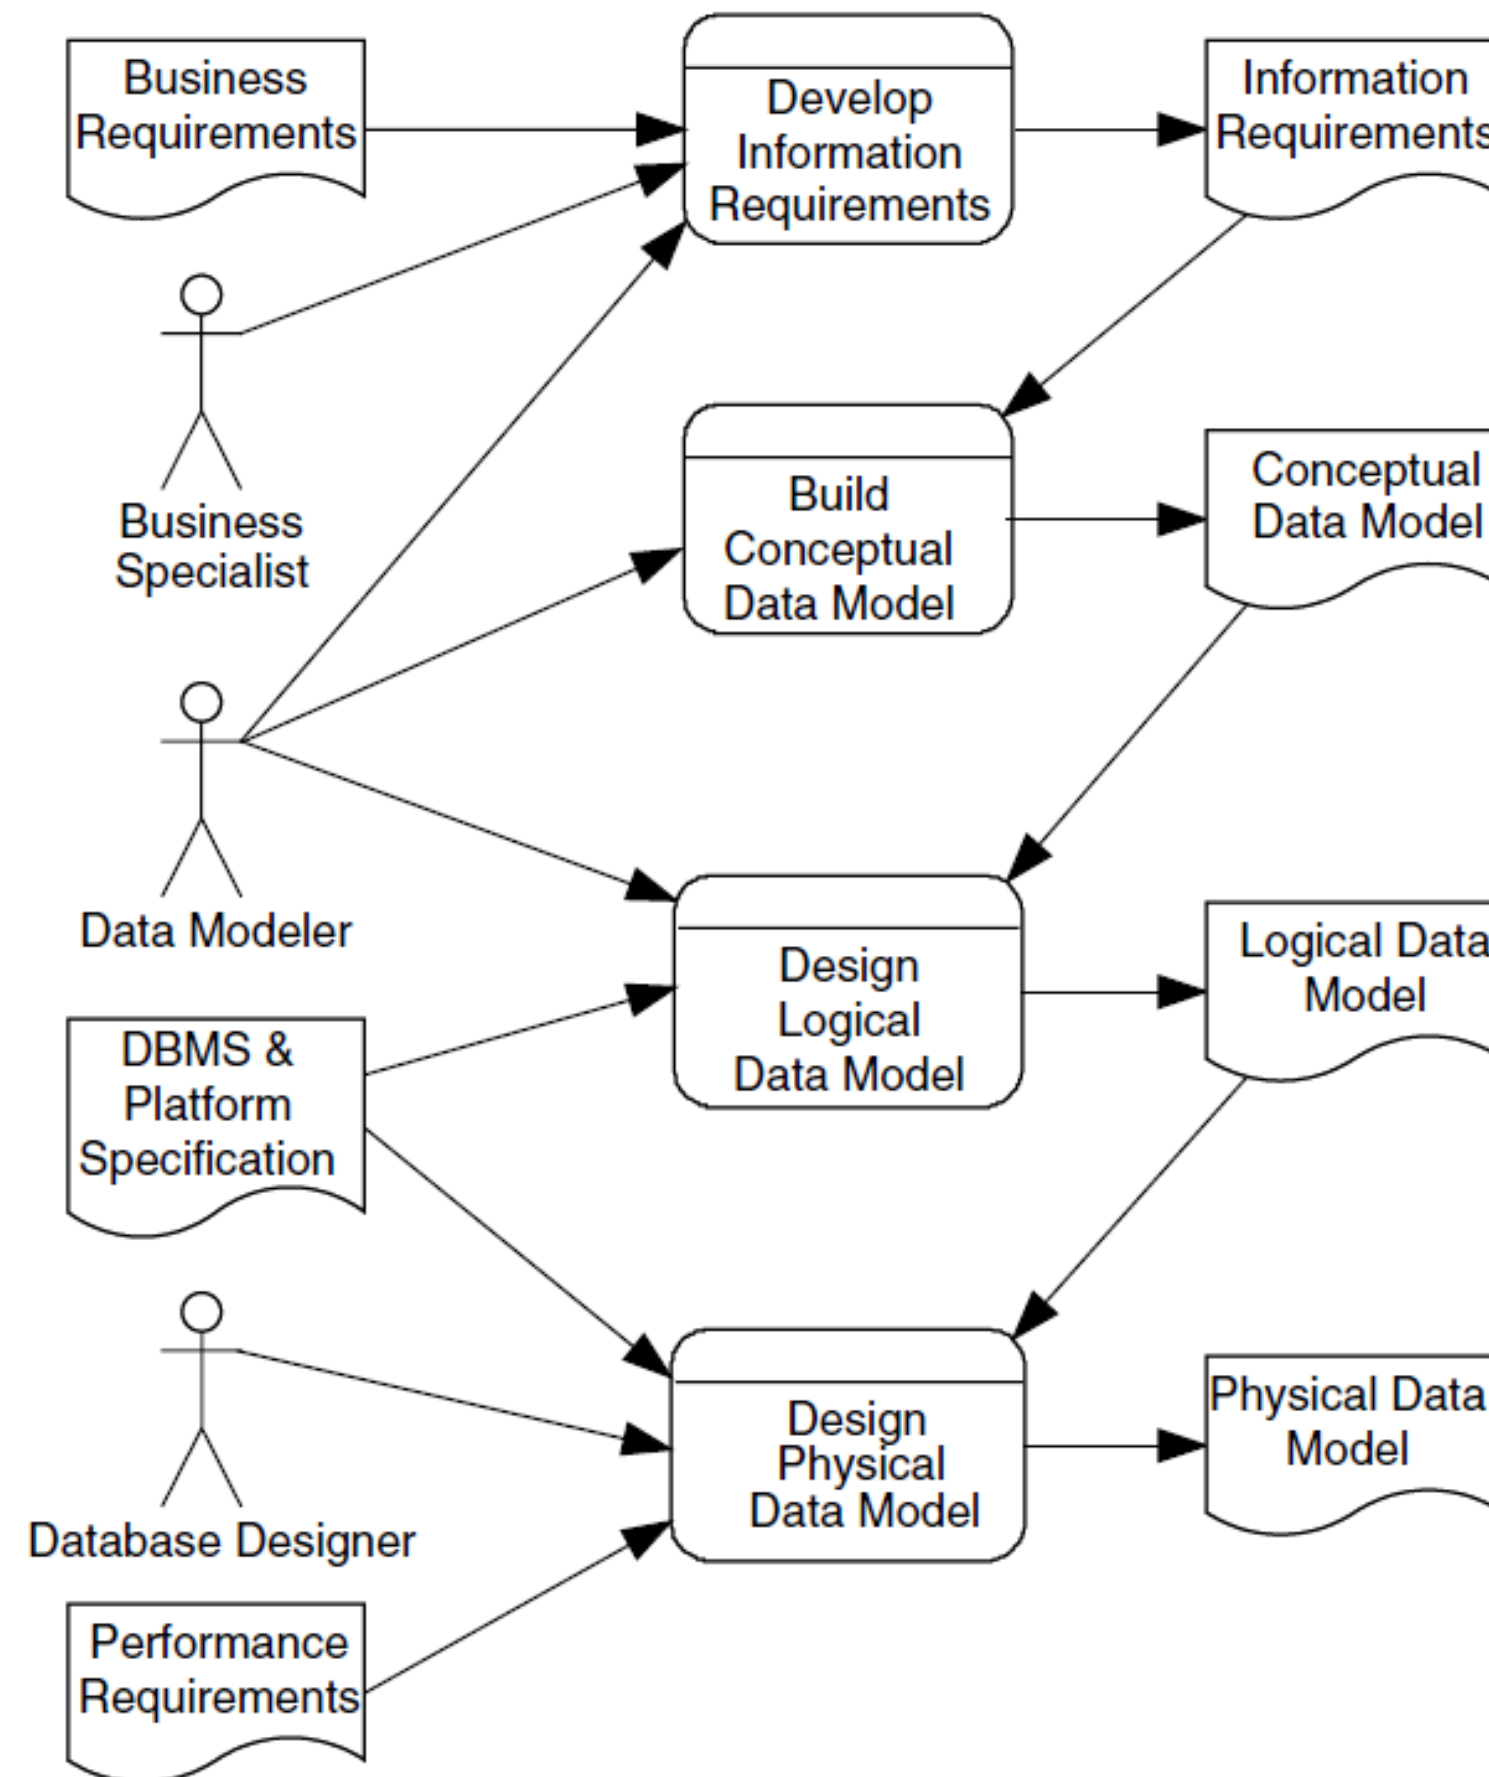 Business
Requirements
Develop
Information
Requirements
Information
Requirements
Business
Specialist
Build
Conceptual
Data Model
Conceptual
Data Model
Data Modeler
Design
Logical
Data Model
Logical Data
Model
DBMS &
Platform
Specification
Database Designer
Design
Physical
Data Model
Physical Data
Model
Performance
Requirements